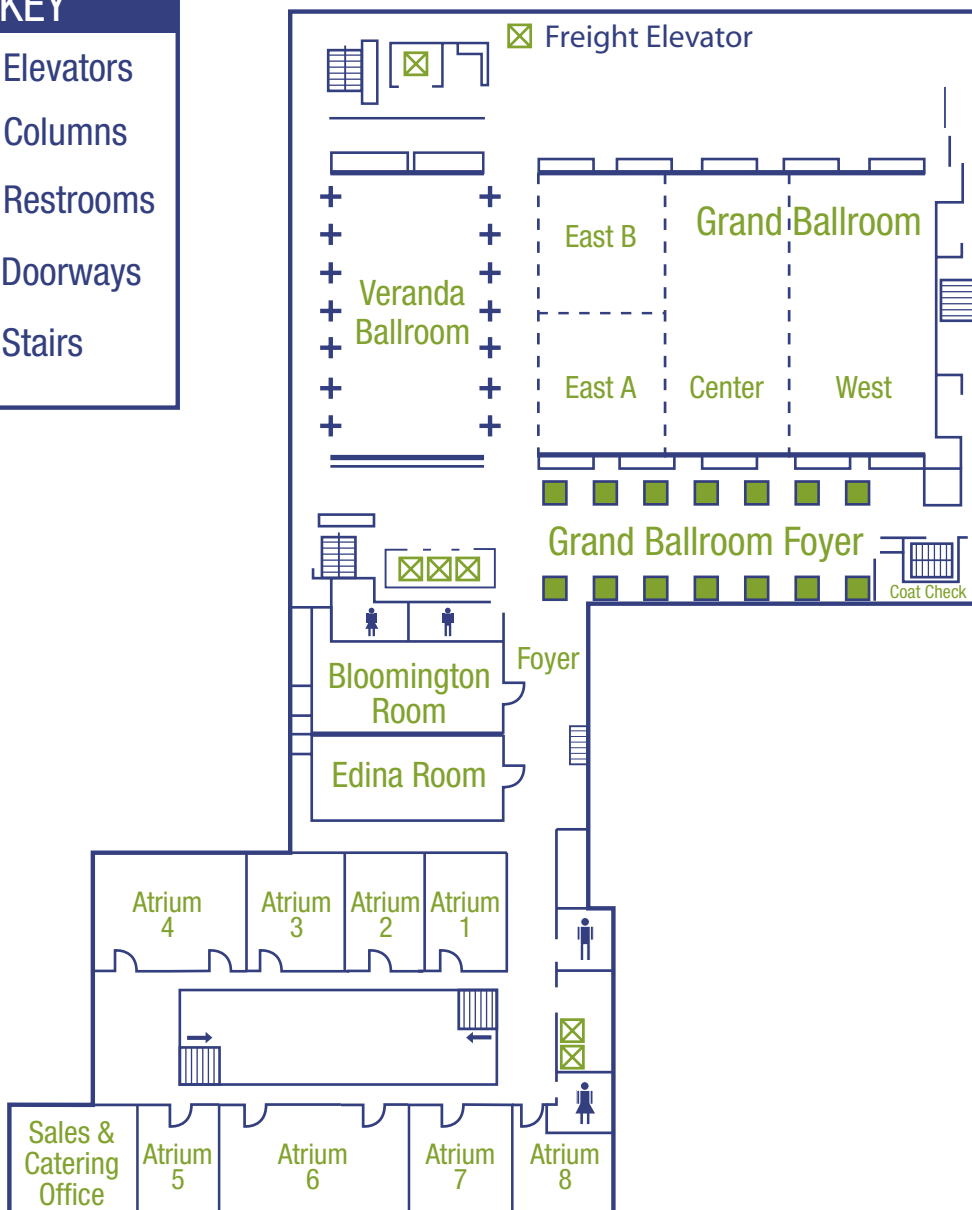 KEY
Elevators
Columns
Restrooms
Doorways
Stairs
Freight Elevator
Veranda
Ballroom
East B
Grand Ballroom
East A
Center
West
Grand Ballroom Foyer
Coat Check
Foyer
Bloomington
Room
Edina Room
Atrium
4
Atrium
3
Atrium
2
Atrium
1
Sales &
Catering
Office
Atrium
5
Atrium
6
Atrium
7
Atrium
8